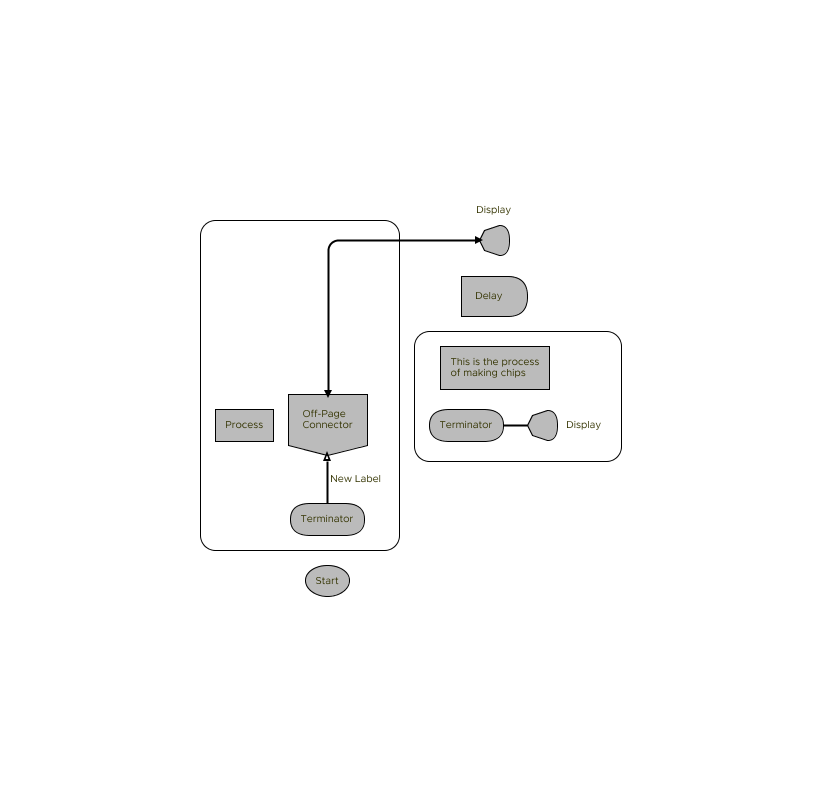 Display
Delay
This is the process
of making chips
Process
Off-Page
Connector
Terminator
Display
New Label
Terminator
Start